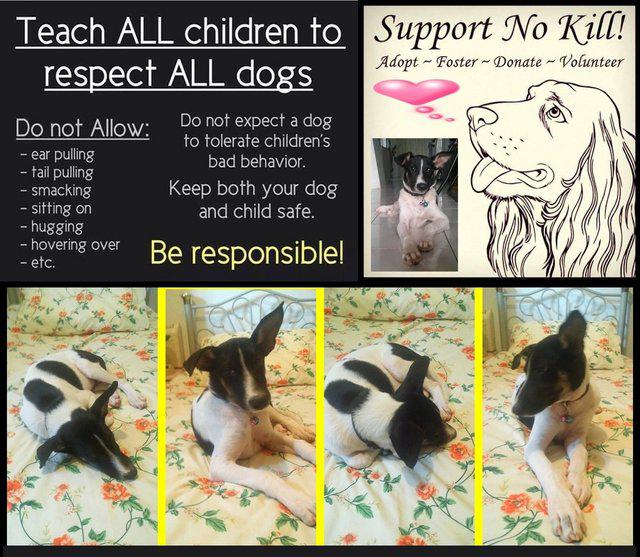 Teach ALL children to
respect ALL dogs
Do not Allow:
- ear pulling
- tail pulling
- smacking
- sitting on
- hugging
- hovering over
- etc.
Do not expect a dog
to tolerate children's
bad behavior.
Keep both your dog
and child safe.
Be responsible!
Support No Kill!
Adopt ~ Foster ~ Donate ~ Volunteer